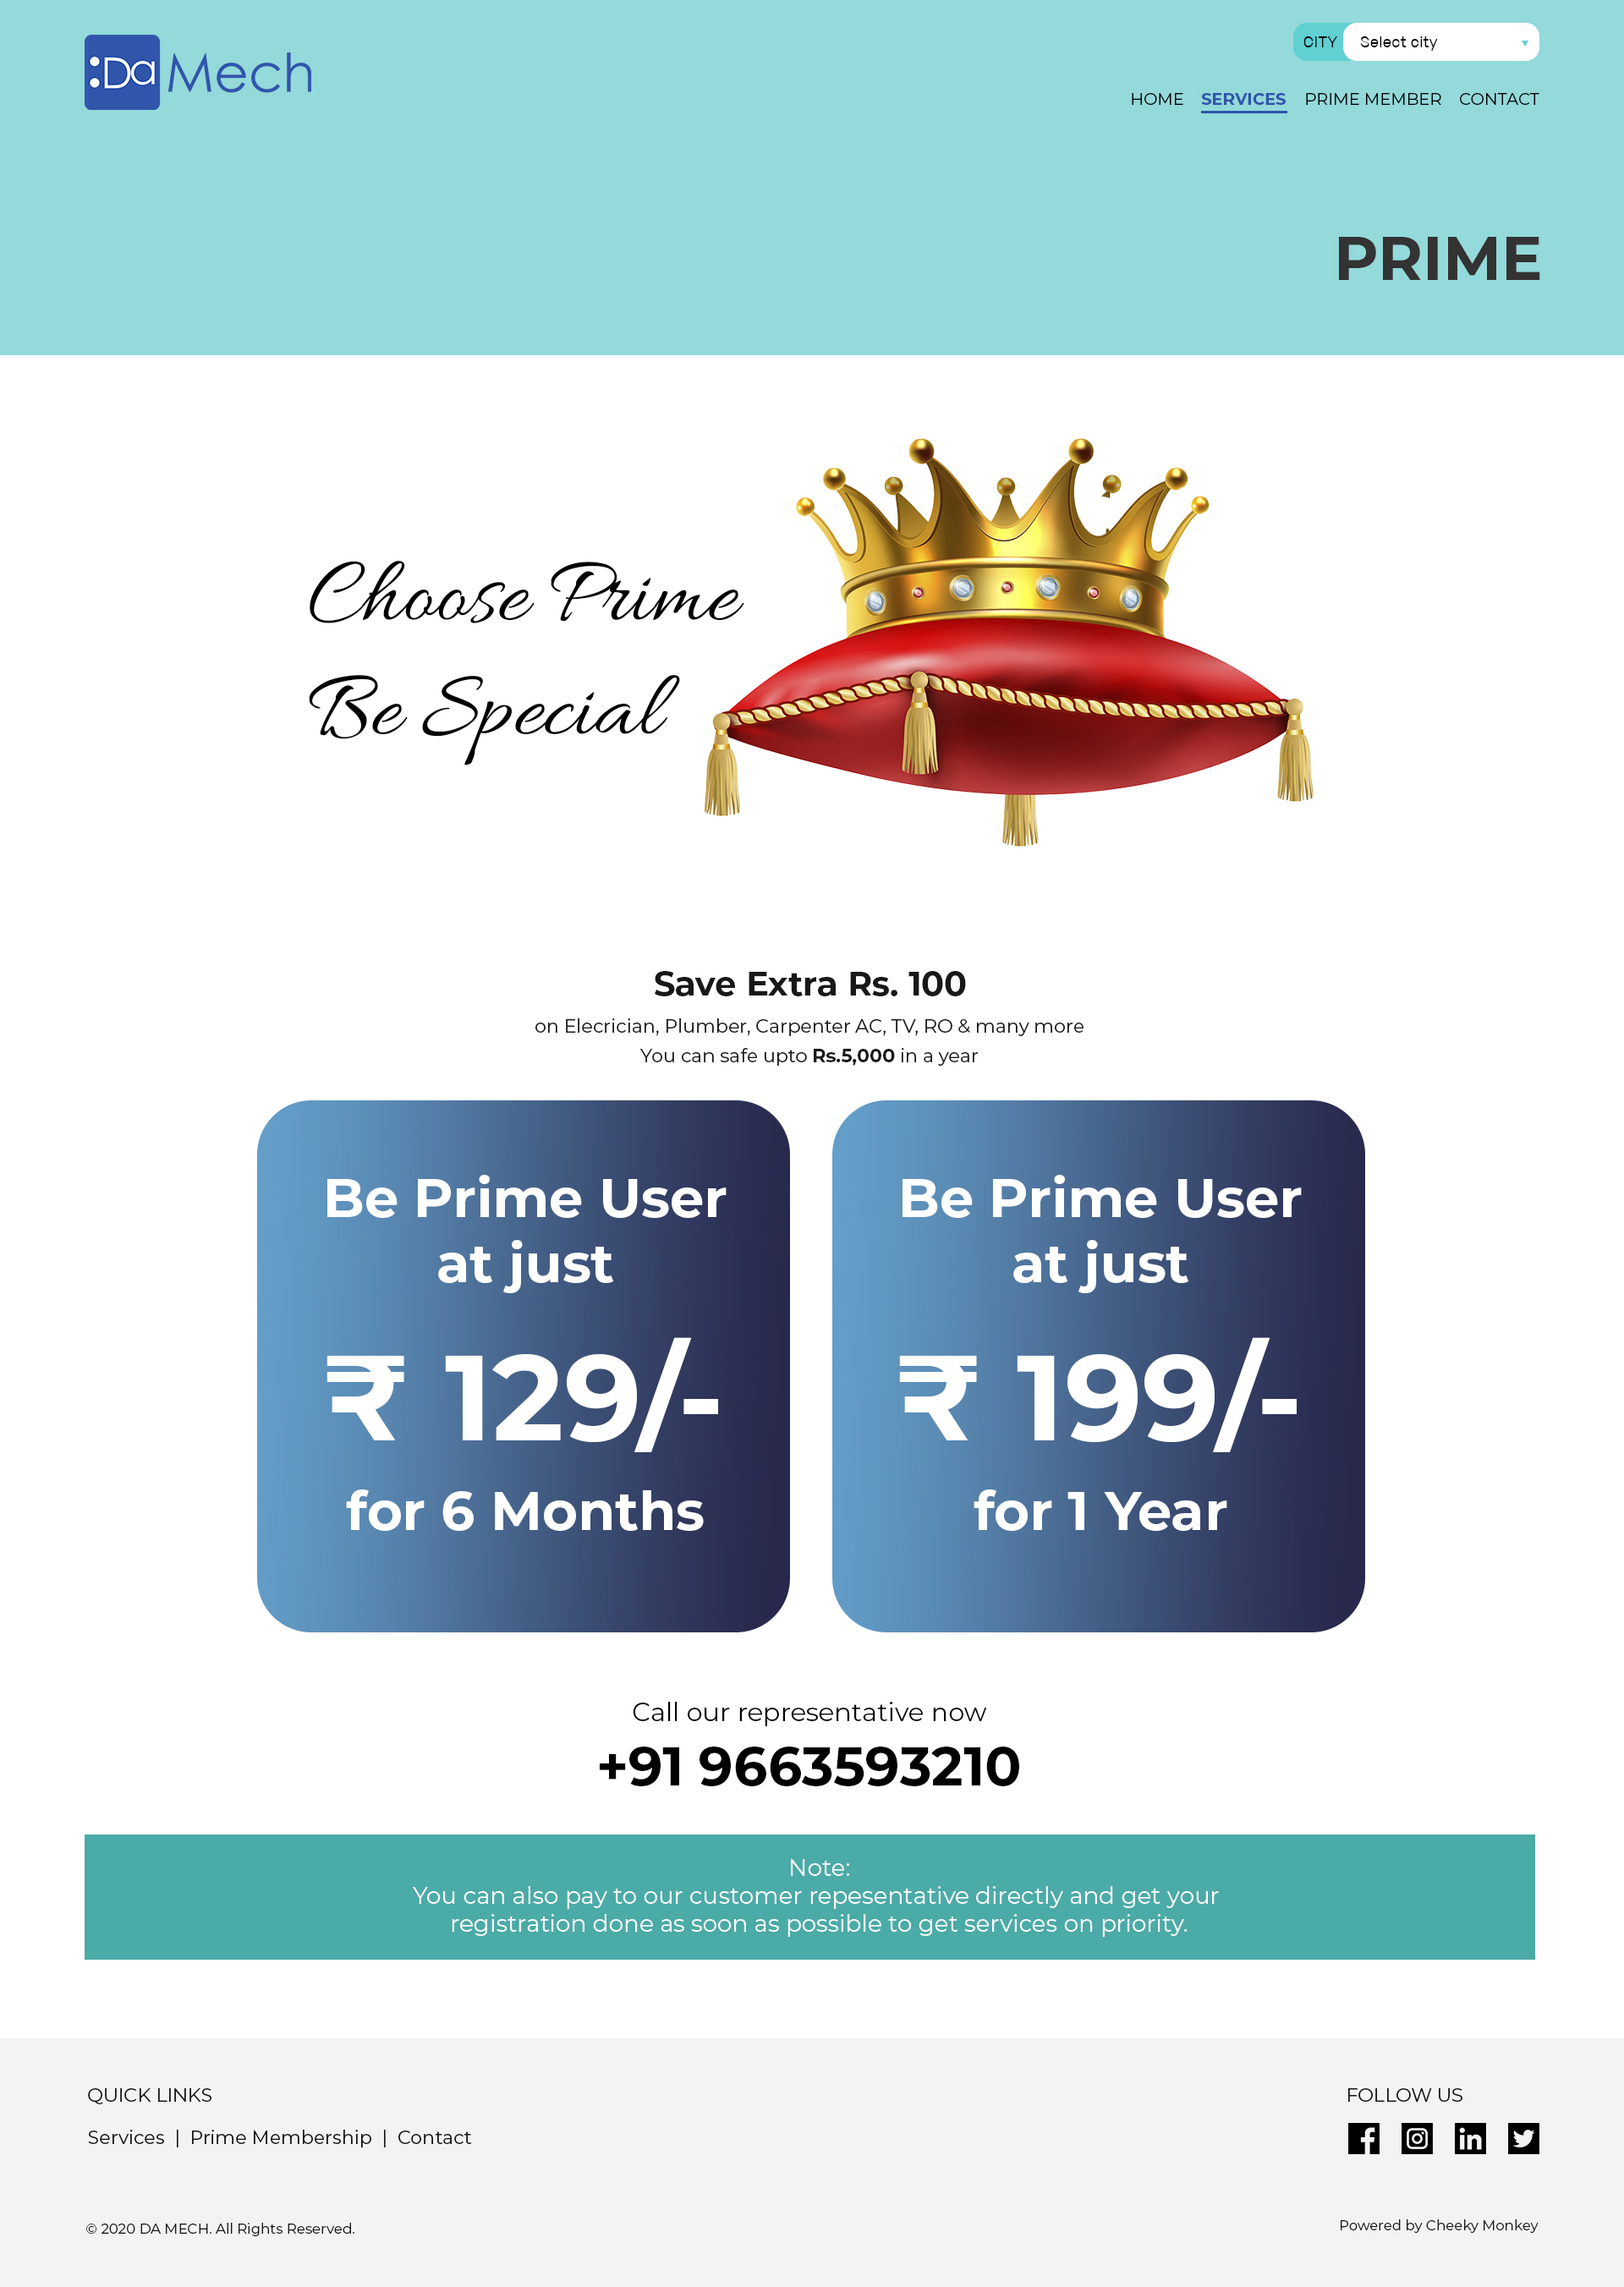 :Da Mech
CITY Select city
HOME SERVICES PRIME MEMBER CONTACT
PRIME
Choose Prime
Be Special
Save Extra Rs. 100
on Elecrician, Plumber, Carpenter AC, TV, RO & many more
You can safe upto Rs.5,000 in a year
Be Prime User
at just
₹ 129/-
for 6 Months
Be Prime User
at just
₹ 199/-
for 1 Year
Call our representative now
+91 9663593210
Note:
You can also pay to our customer repesentative directly and get your
registration done as soon as possible to get services on priority.
QUICK LINKS
Services | Prime Membership | Contact
FOLLOW US
© 2020 DA MECH. All Rights Reserved.
Powered by Cheeky Monkey